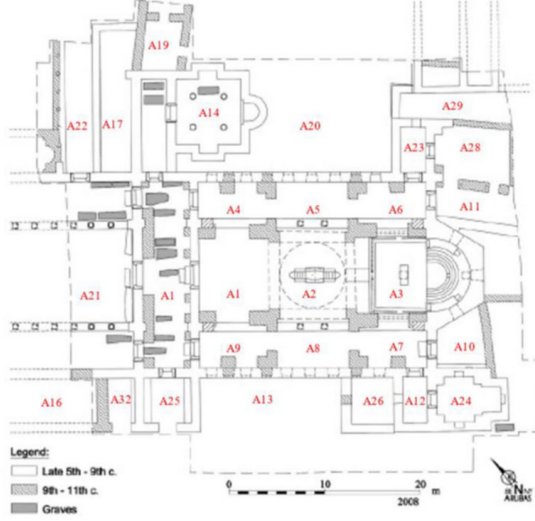 A19
A22
A17
A14
A20
A29
A23
A28
A4
A5
A6
A11
A21
A1
A1
A2
A3
A9
A8
A7
A10
A16
A32
A25
A13
A26
A12
A24
Legend:
Late 5th - 9th c.
9th - 11th c.
Graves
0
10
20
m
2008
N
ARUBAS